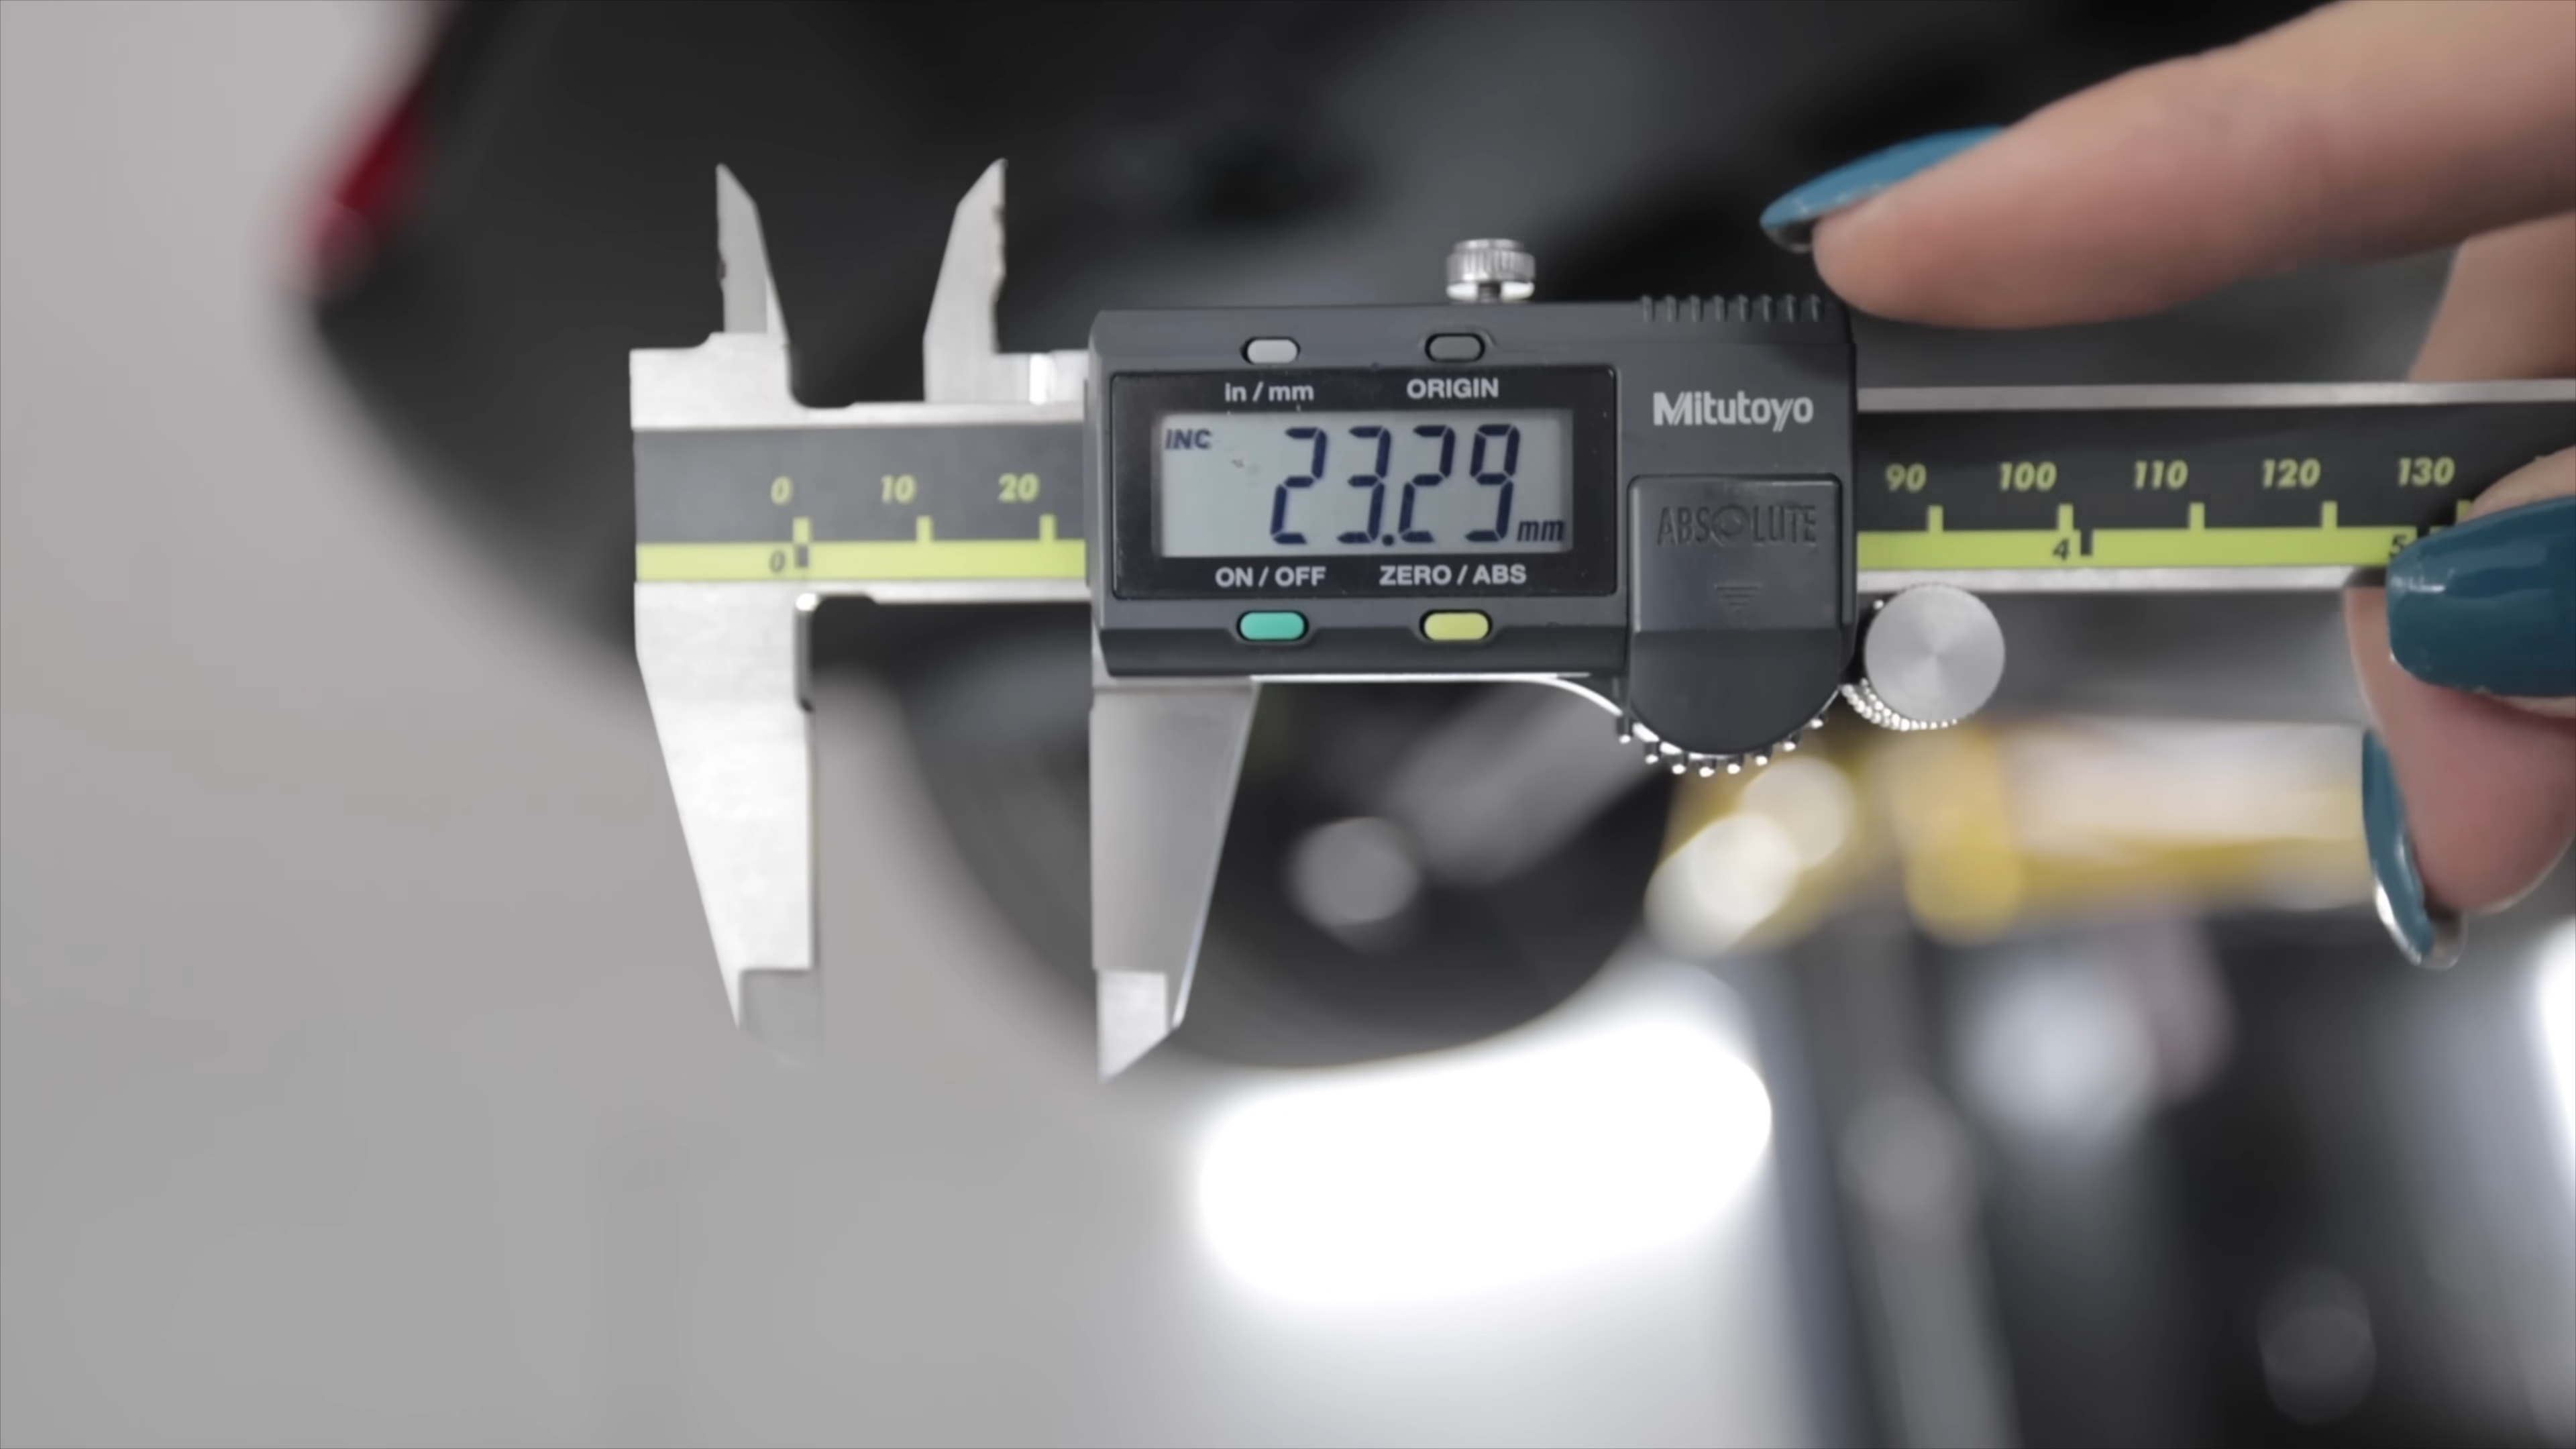 in / mm
ORIGIN
Mitutoyo
INC
23.29 mm
ABSOLUTE
ON / OFF
ZERO / ABS
0 10 20
90 100 110 120 130
0
4 5